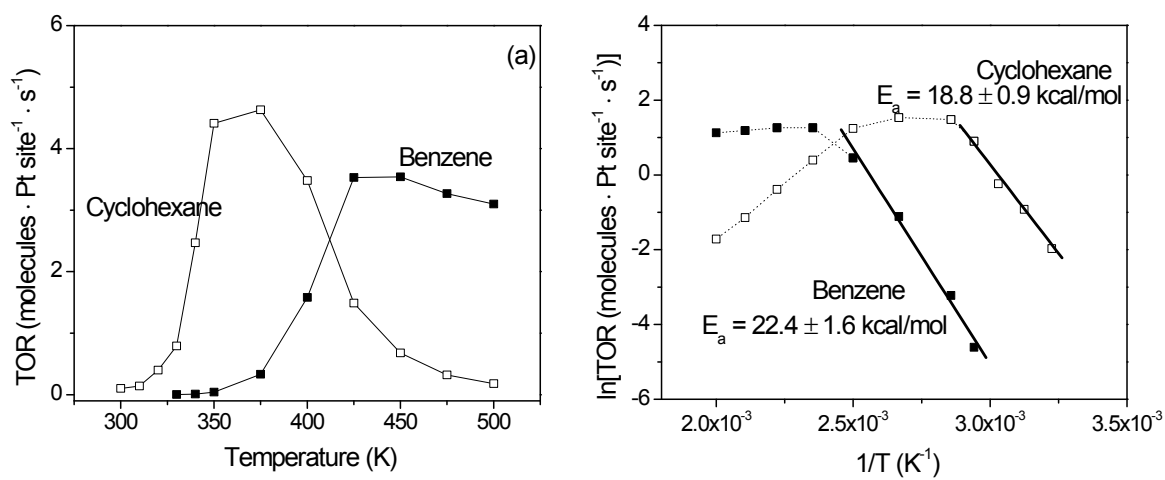 (a)
6
4
2
0
TOR (molecules · Pt site⁻¹ · s⁻¹)
Cyclohexane
Benzene
300 350 400 450 500
Temperature (K)
4
2
0
-2
-4
-6
ln[TOR (molecules · Pt site⁻¹ · s⁻¹)]
Cyclohexane
Eₐ = 18.8 ± 0.9 kcal/mol
Benzene
Eₐ = 22.4 ± 1.6 kcal/mol
2.0x10⁻³ 2.5x10⁻³ 3.0x10⁻³ 3.5x10⁻³
1/T (K⁻¹)